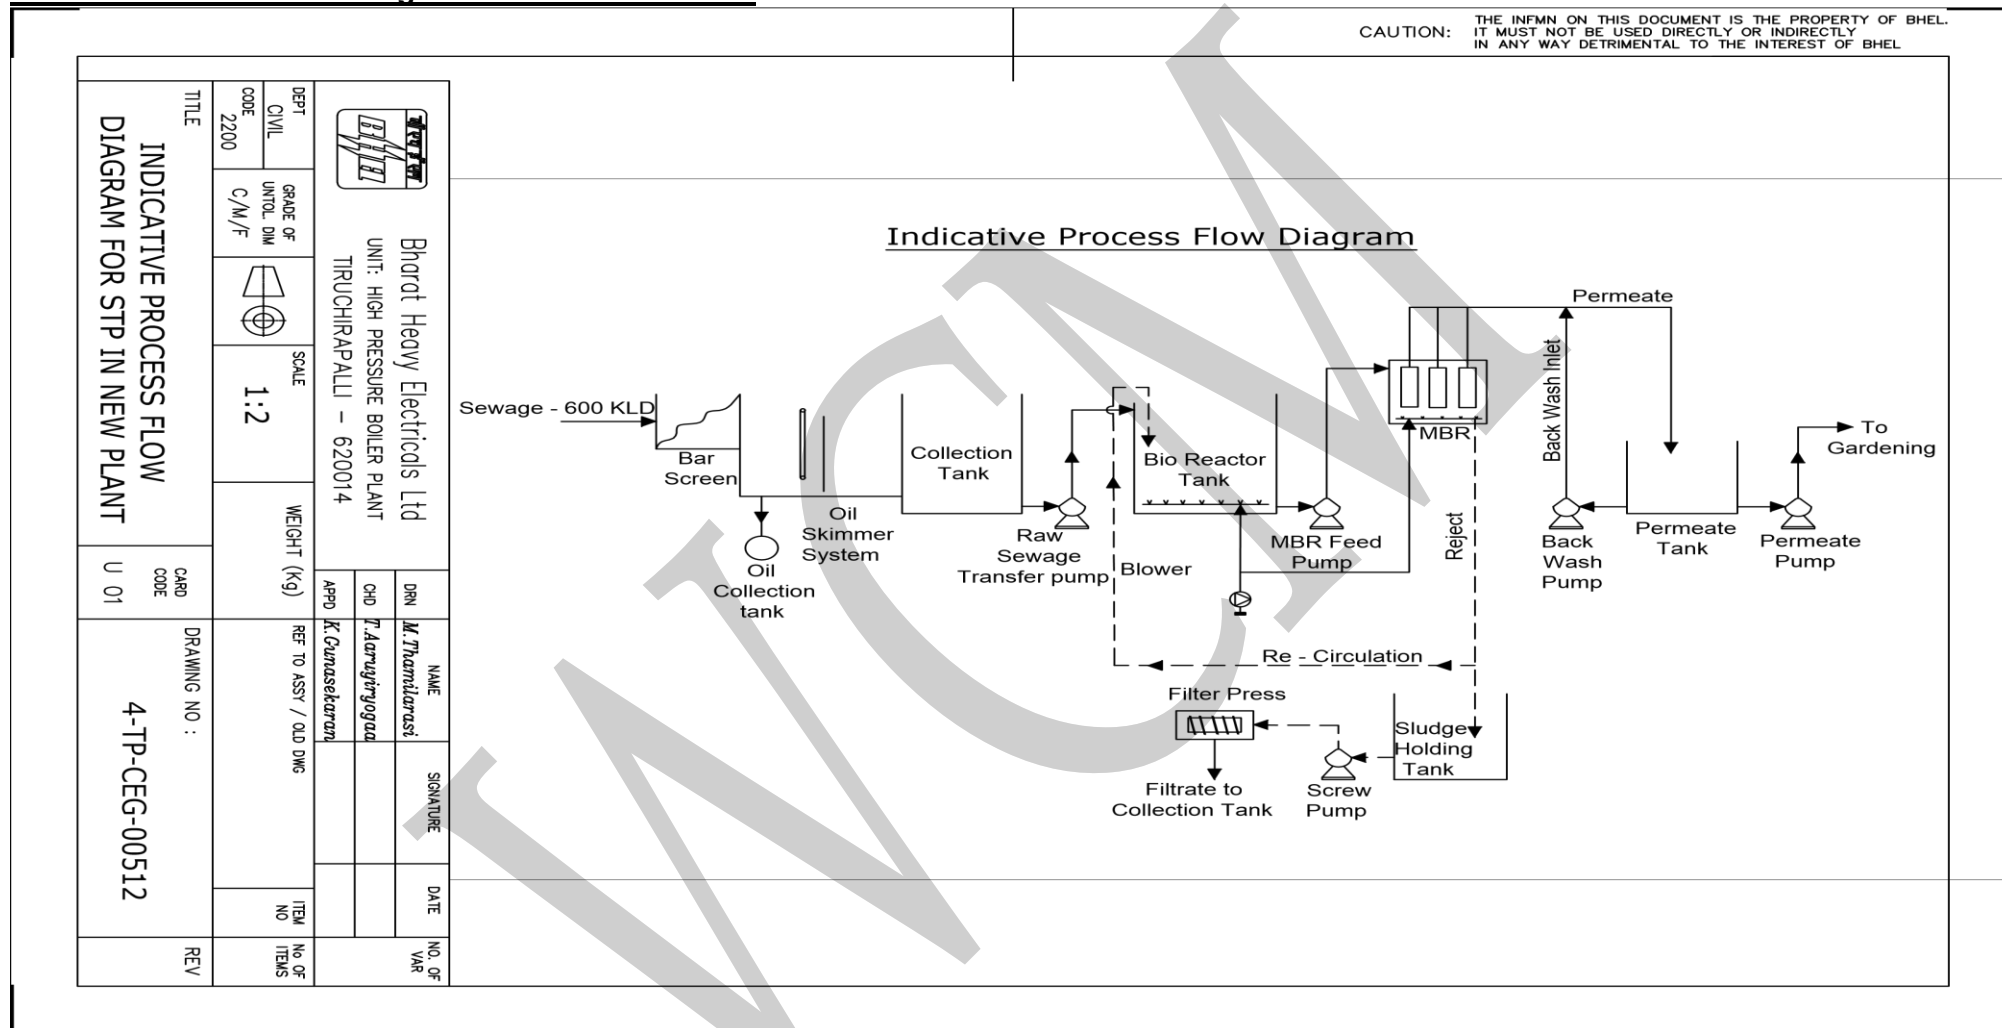 CAUTION:
THE INFMN ON THIS DOCUMENT IS THE PROPERTY OF BHEL.
IT MUST NOT BE USED DIRECTLY OR INDIRECTLY
IN ANY WAY DETRIMENTAL TO THE INTEREST OF BHEL
BHEL
Bharat Heavy Electricals Ltd
UNIT: HIGH PRESSURE BOILER PLANT
TIRUCHIRAPALLI - 620014
DEPT
CIVIL
CODE
2200
GRADE OF
UNTOL. DIM
C/M/F
SCALE
1:2
WEIGHT (Kg)
REF TO ASSY / OLD DWG
ITEM
NO
No OF
ITEMS
NAME
SIGNATURE
DATE
NO. OF
VAR
DRN M.Thamilarasi
CHD T.Aaruyiryogaa
APPD K.Gunasekaran
TITLE
INDICATIVE PROCESS FLOW
DIAGRAM FOR STP IN NEW PLANT
CARD
CODE
U 01
DRAWING NO :
4-TP-CEG-00512
REV
Indicative Process Flow Diagram
Sewage - 600 KLD
Bar
Screen
Oil
Collection
tank
Oil
Skimmer
System
Collection
Tank
Raw
Sewage
Transfer pump
Blower
Bio Reactor
Tank
MBR Feed
Pump
MBR
Permeate
Back Wash Inlet
Reject
Back
Wash
Pump
Permeate
Tank
Permeate
Pump
To
Gardening
Re - Circulation
Filter Press
Filtrate to
Collection Tank
Screw
Pump
Sludge
Holding
Tank
WCM